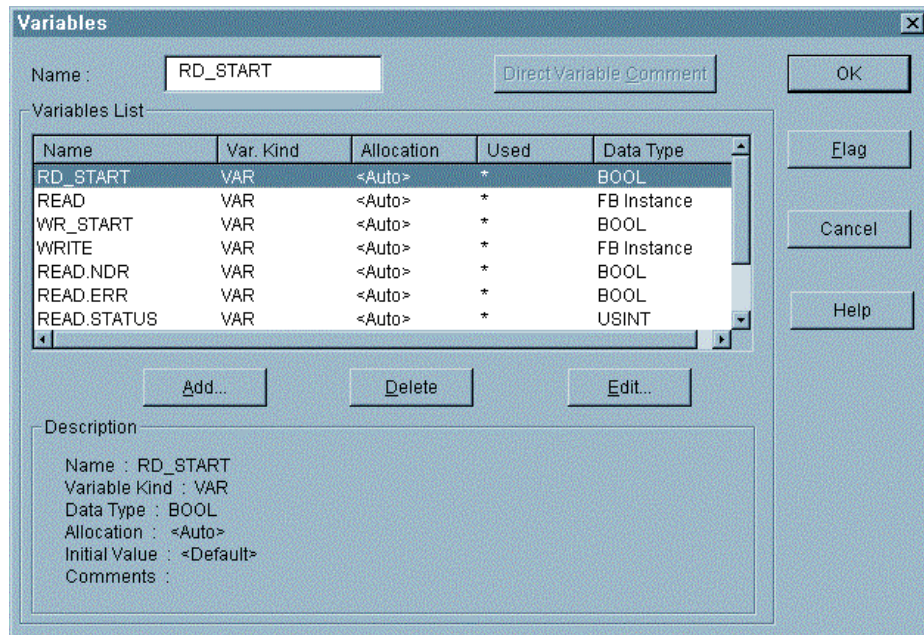 Variables
Name : RD_START Direct Variable Comment OK
Variables List
Name Var. Kind Allocation Used Data Type
RD_START VAR <Auto> * BOOL
READ VAR <Auto> * FB Instance
WR_START VAR <Auto> * BOOL
WRITE VAR <Auto> * FB Instance
READ.NDR VAR <Auto> * BOOL
READ.ERR VAR <Auto> * BOOL
READ.STATUS VAR <Auto> * USINT
Flag
Cancel
Help
Add... Delete Edit...
Description
Name : RD_START
Variable Kind : VAR
Data Type : BOOL
Allocation : <Auto>
Initial Value : <Default>
Comments :